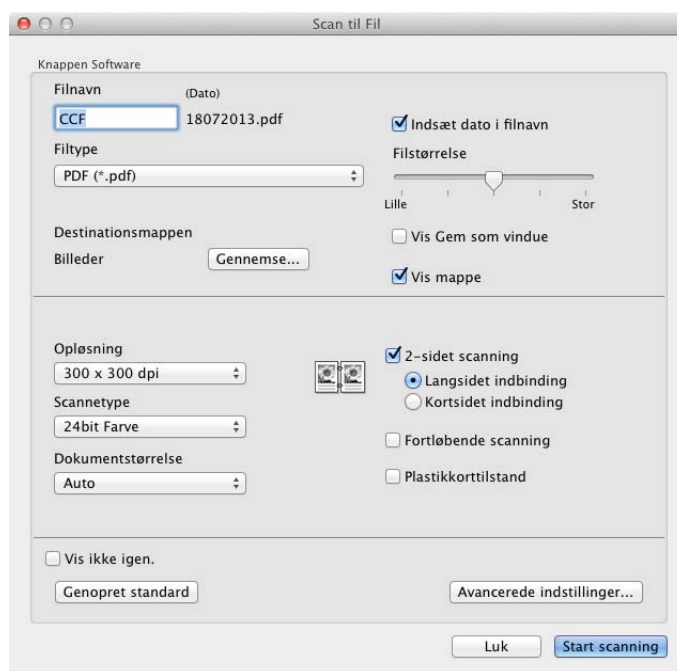 Scan til Fil
Knappen Software
Filnavn
(Dato)
CCF
18072013.pdf
Indsæt dato i filnavn
Filtype
PDF (*.pdf)
Filstørrelse
Lille
Stor
Destinationsmappen
Billeder
Gennemse...
Vis Gem som vindue
Vis mappe
Opløsning
300 x 300 dpi
Scannetype
24bit Farve
Dokumentstørrelse
Auto
2-sidet scanning
Langsidet indbinding
Kortsidet indbinding
Fortløbende scanning
Plastikkorttilstand
Vis ikke igen.
Genopret standard
Avancerede indstillinger...
Luk
Start scanning